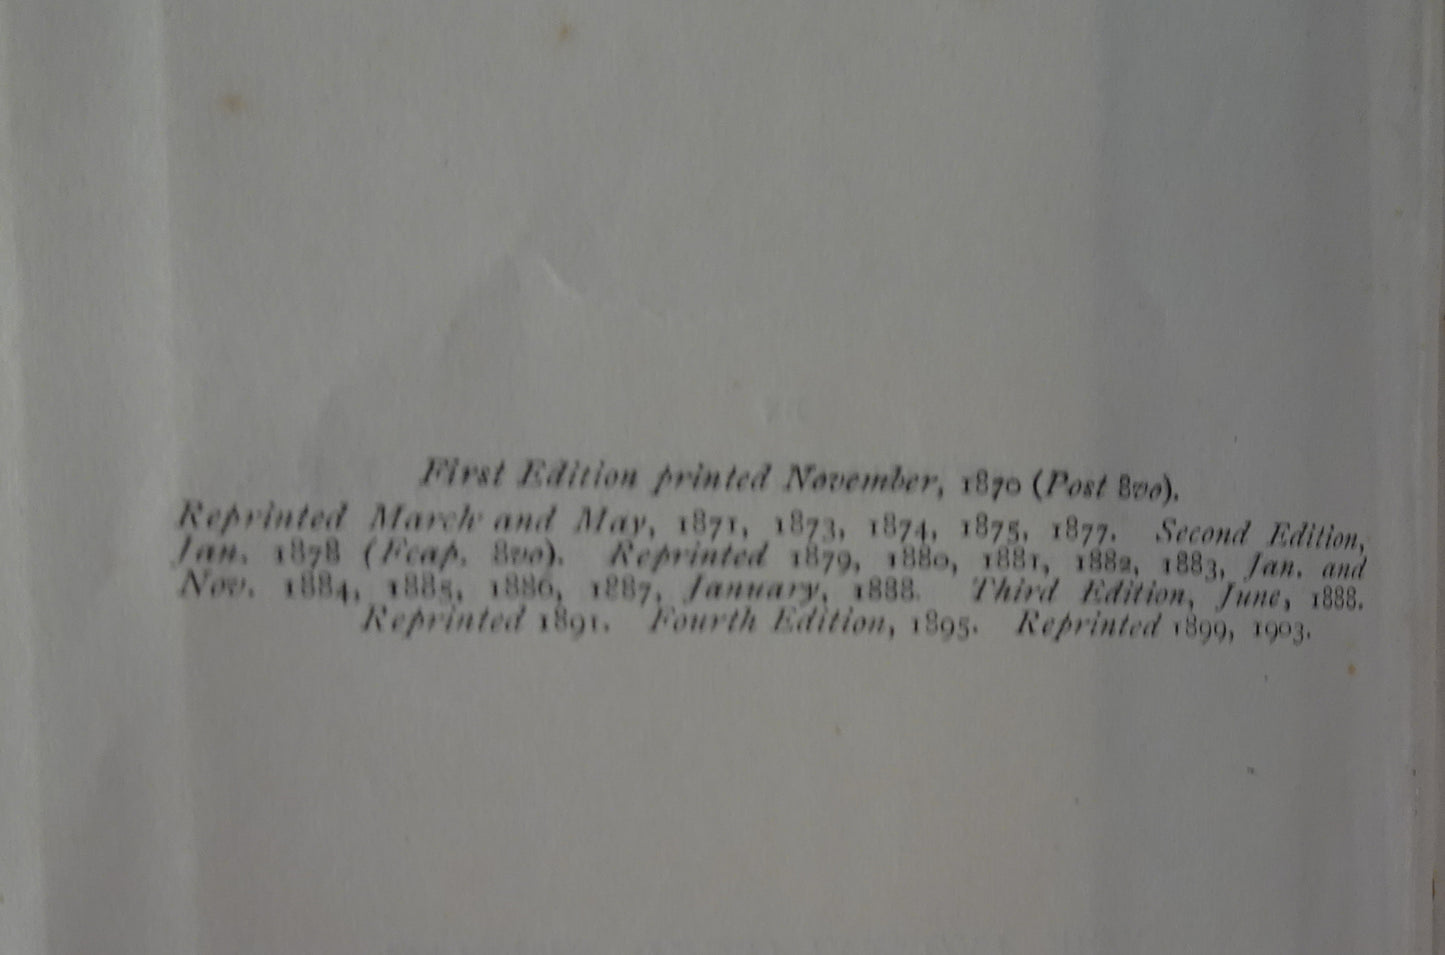 First Edition printed November, 1870 (Post 8vo).
Reprinted March and May, 1871, 1873, 1874, 1875, 1877. Second Edition,
Jan. 1878 (Fcap. 8vo). Reprinted 1879, 1880, 1881, 1882, 1883, Jan. and
Nov. 1884, 1885, 1886, 1887, January, 1888. Third Edition, June, 1888.
Reprinted 1891. Fourth Edition, 1895. Reprinted 1899, 1903.